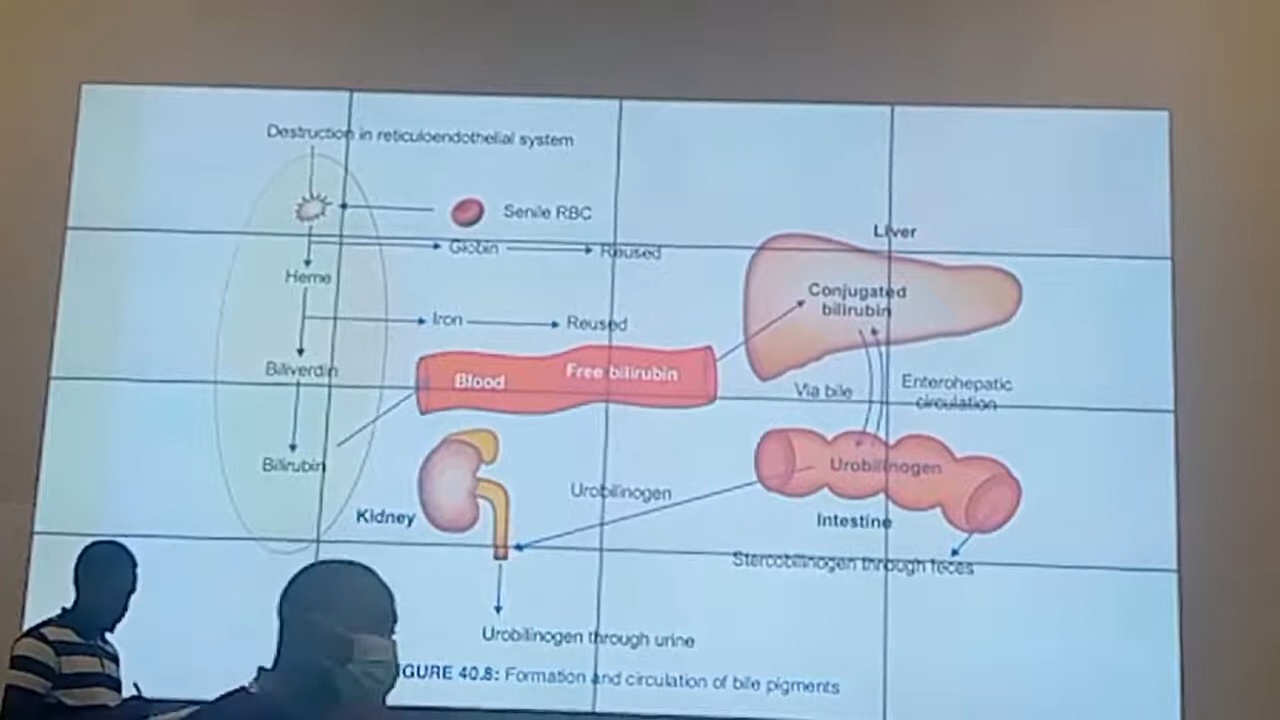 Destruction in reticuloendothelial system
Senile RBC
Globin
Reused
Heme
Iron
Reused
Biliverdin
Bilirubin
Blood
Free bilirubin
Liver
Conjugated
bilirubin
Via bile
Enterohepatic
circulation
Urobilinogen
Intestine
Urobilinogen
Kidney
Stercobilinogen through feces
Urobilinogen through urine
IGURE 40.8: Formation and circulation of bile pigments